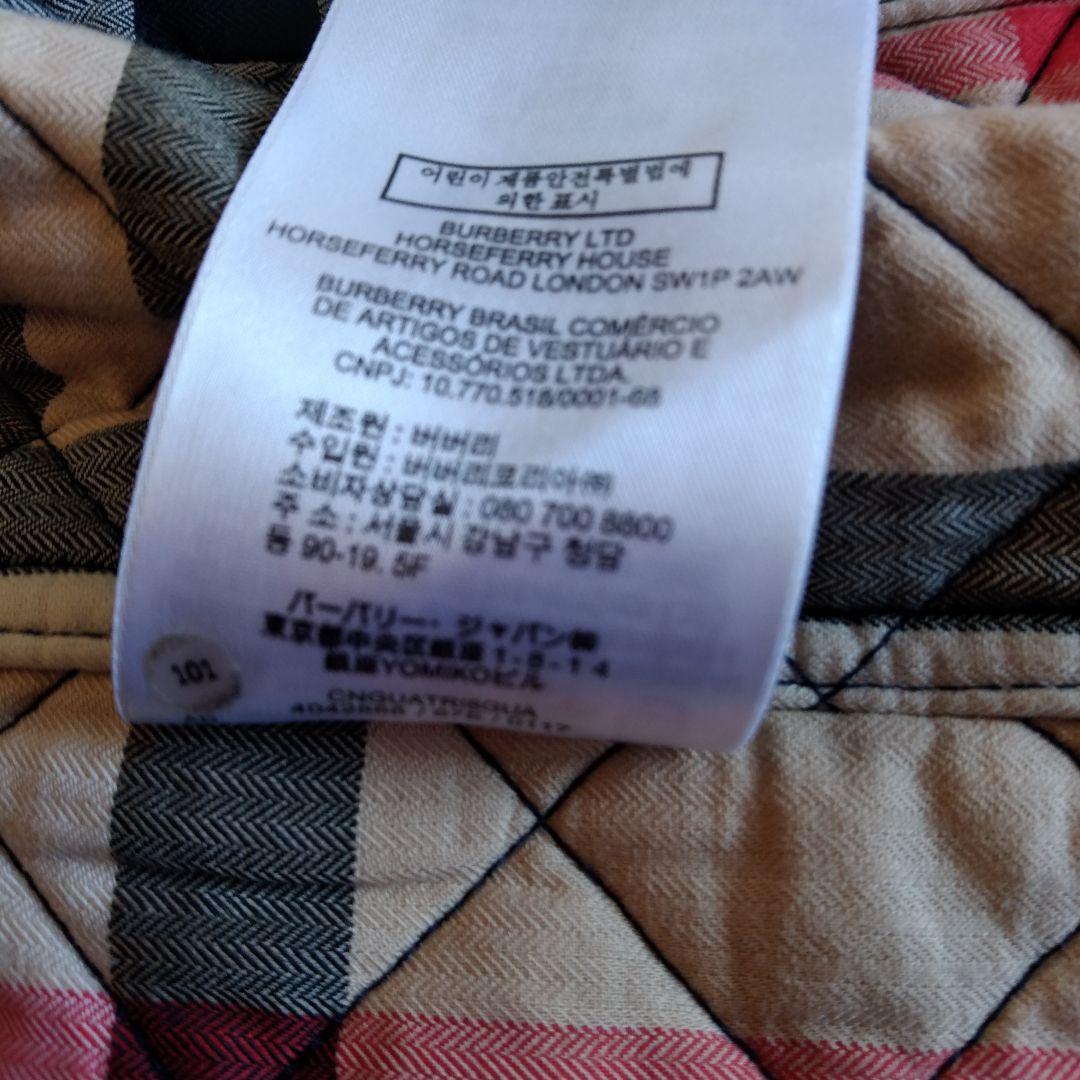 어린이 제품안전특별법에
의한 표시
BURBERRY LTD
HORSEFERRY HOUSE
HORSEFERRY ROAD LONDON SW1P 2AW
BURBERRY BRASIL COMÉRCIO
DE ARTIGOS DE VESTUÁRIO E
ACESSÓRIOS LTDA.
CNPJ: 10.770.518/0001-68
제조원 : 버버리
수입원 : 버버리코리아㈜
소비자상담실 : 080 700 8800
주 소 : 서울시 강남구 청담
동 90-19, 5F
バーバリー・ジャパン㈱
東京都中央区銀座1-8-14
銀座YOMIKOビル
CNGUATRISGUA
101